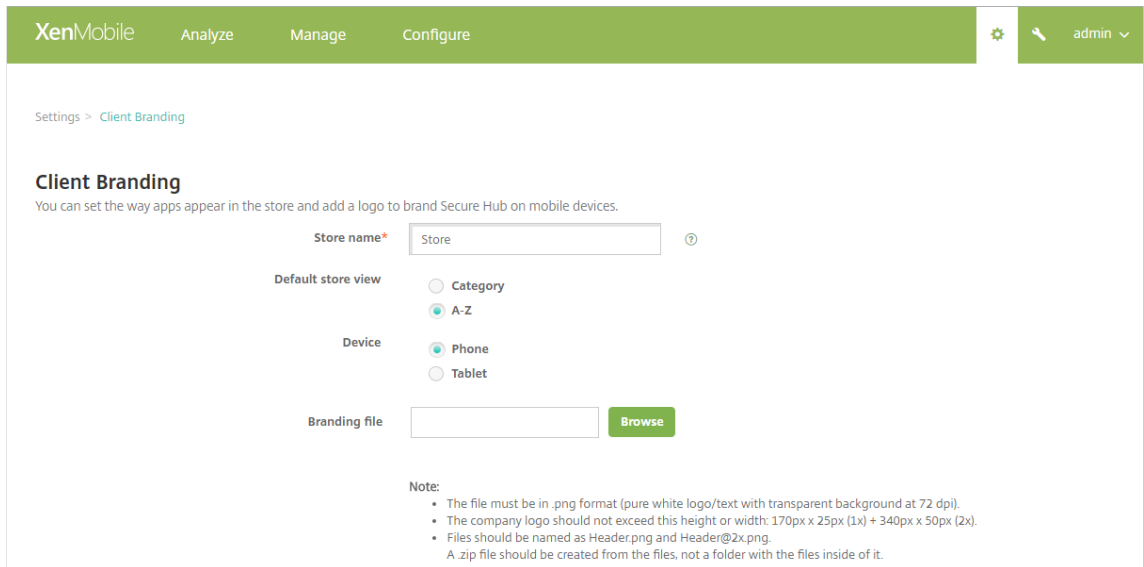 XenMobile Analyze Manage Configure admin
Settings > Client Branding
Client Branding
You can set the way apps appear in the store and add a logo to brand Secure Hub on mobile devices.
Store name* Store ?
Default store view
Category
A-Z
Device
Phone
Tablet
Branding file Browse
Note:
• The file must be in .png format (pure white logo/text with transparent background at 72 dpi).
• The company logo should not exceed this height or width: 170px x 25px (1x) + 340px x 50px (2x).
• Files should be named as Header.png and Header@2x.png.
A .zip file should be created from the files, not a folder with the files inside of it.